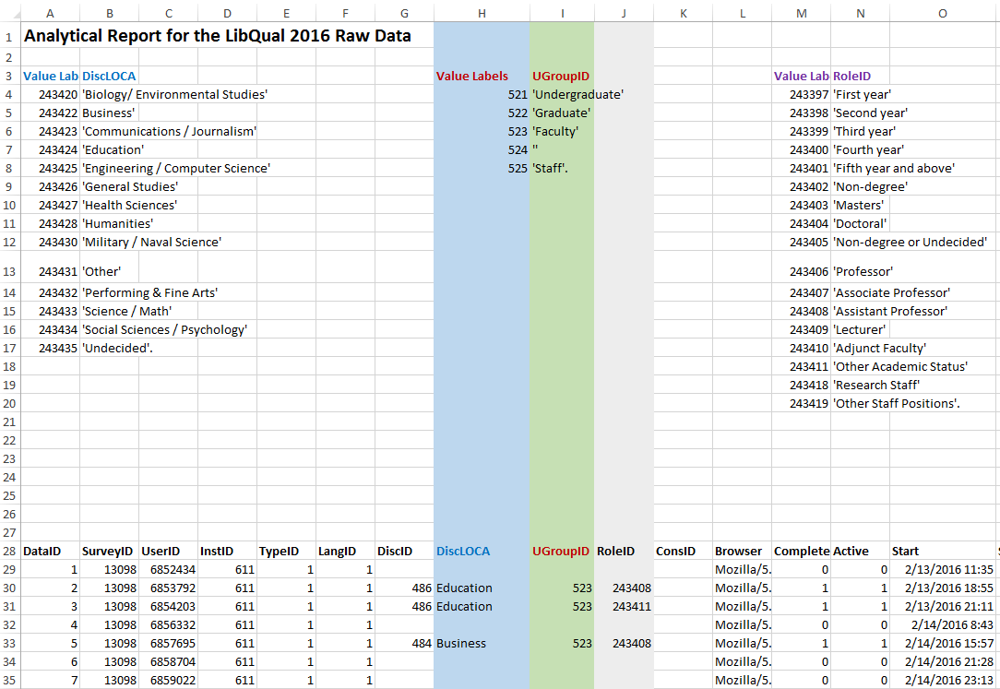 A B C D E F G H I J K L M N O
1 Analytical Report for the LibQual 2016 Raw Data
2
3 Value Lab DiscLOCA Value Labels UGroupID Value Lab RoleID
4 243420 'Biology/ Environmental Studies' 521 'Undergraduate' 243397 'First year'
5 243422 Business' 522 'Graduate' 243398 'Second year'
6 243423 'Communications / Journalism' 523 'Faculty' 243399 'Third year'
7 243424 'Education' 524 '' 243400 'Fourth year'
8 243425 'Engineering / Computer Science' 525 'Staff'. 243401 'Fifth year and above'
9 243426 'General Studies' 243402 'Non-degree'
10 243427 'Health Sciences' 243403 'Masters'
11 243428 'Humanities' 243404 'Doctoral'
12 243430 'Military / Naval Science' 243405 'Non-degree or Undecided'
13 243431 'Other' 243406 'Professor'
14 243432 'Performing & Fine Arts' 243407 'Associate Professor'
15 243433 'Science / Math' 243408 'Assistant Professor'
16 243434 'Social Sciences / Psychology' 243409 'Lecturer'
17 243435 'Undecided'. 243410 'Adjunct Faculty'
18 243411 'Other Academic Status'
19 243418 'Research Staff'
20 243419 'Other Staff Positions'.
21
22
23
24
25
26
27
28 DataID SurveyID UserID InstID TypeID LangID DiscID DiscLOCA UGroupID RoleID ConsID Browser Complete Active Start
29 1 13098 6852434 611 1 1 Mozilla/5. 0 0 2/13/2016 11:35
30 2 13098 6853792 611 1 1 486 Education 523 243408 Mozilla/5. 1 1 2/13/2016 18:55
31 3 13098 6854203 611 1 1 486 Education 523 243411 Mozilla/5. 1 1 2/13/2016 21:11
32 4 13098 6856332 611 1 1 Mozilla/5. 0 0 2/14/2016 8:43
33 5 13098 6857695 611 1 1 484 Business 523 243408 Mozilla/5. 1 1 2/14/2016 15:57
34 6 13098 6858704 611 1 1 Mozilla/5. 0 0 2/14/2016 21:28
35 7 13098 6859022 611 1 1 Mozilla/5. 0 0 2/14/2016 23:13